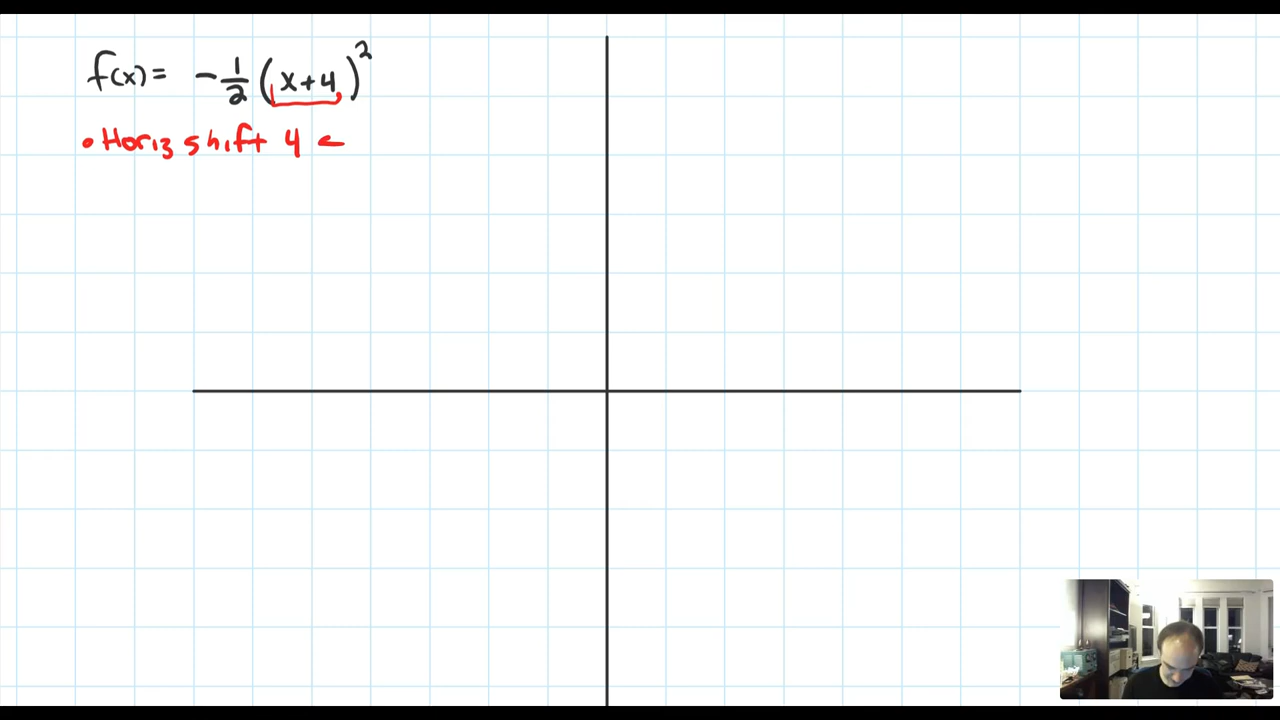 f(x) = -1/2 (x+4)^2
• Horiz shift 4 ←